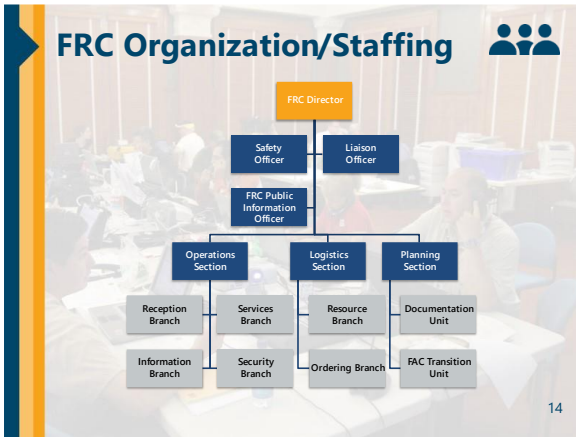 FRC Organization/Staffing
FRC Director
Safety
Officer
Liaison
Officer
FRC Public
Information
Officer
Operations
Section
Logistics
Section
Planning
Section
Reception
Branch
Services
Branch
Resource
Branch
Documentation
Unit
Information
Branch
Security
Branch
Ordering Branch
FAC Transition
Unit
14